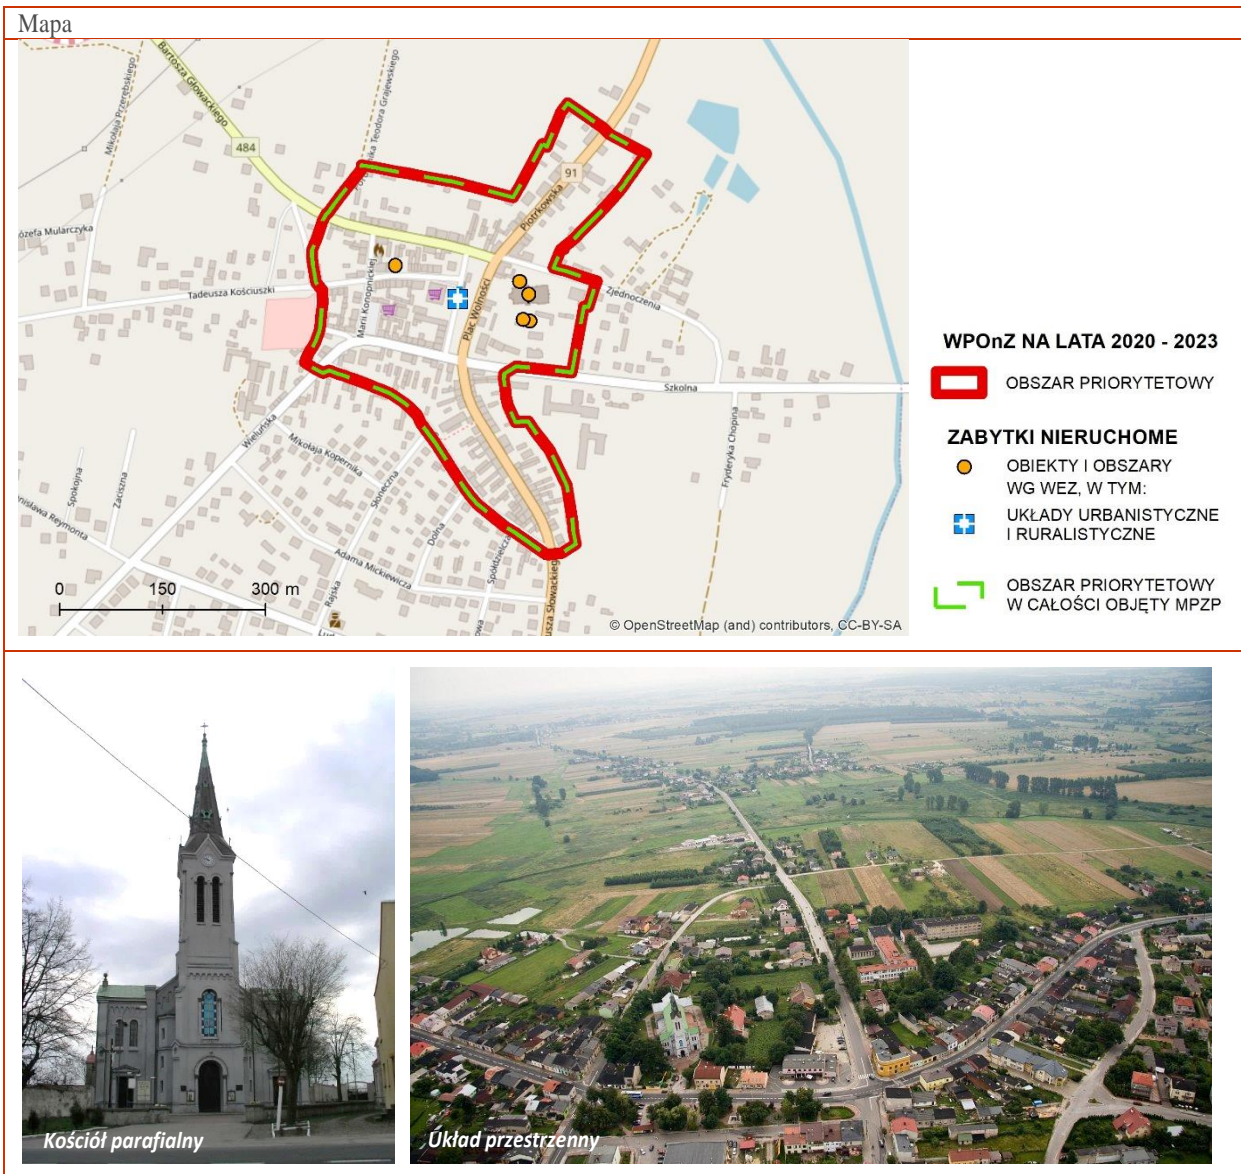 Mapa
Bartosza Głowackiego
484
Mikołaja Przerębskiego
Teodora Grajewskiego
91
Piotrkowska
Józefa Mularczyka
Tadeusza Kościuszki
Marii Konopnickiej
Plac Wolności
Zjednoczenia
Szkolna
Wieluńska
Mikołaja Kopernika
Słoneczna
Dolna
Fryderyka Chopina
Spokojna
Zaciszna
Adama Mickiewicza
Spółdzielcza
Rajska
0 150 300 m
© OpenStreetMap (and) contributors, CC-BY-SA
WPOnZ NA LATA 2020 - 2023
OBSZAR PRIORYTETOWY
ZABYTKI NIERUCHOME
OBIEKTY I OBSZARY
WG WEZ, W TYM:
UKŁADY URBANISTYCZNE
I RURALISTYCZNE
OBSZAR PRIORYTETOWY
W CAŁOŚCI OBJĘTY MPZP
Kościół parafialny
Układ przestrzenny